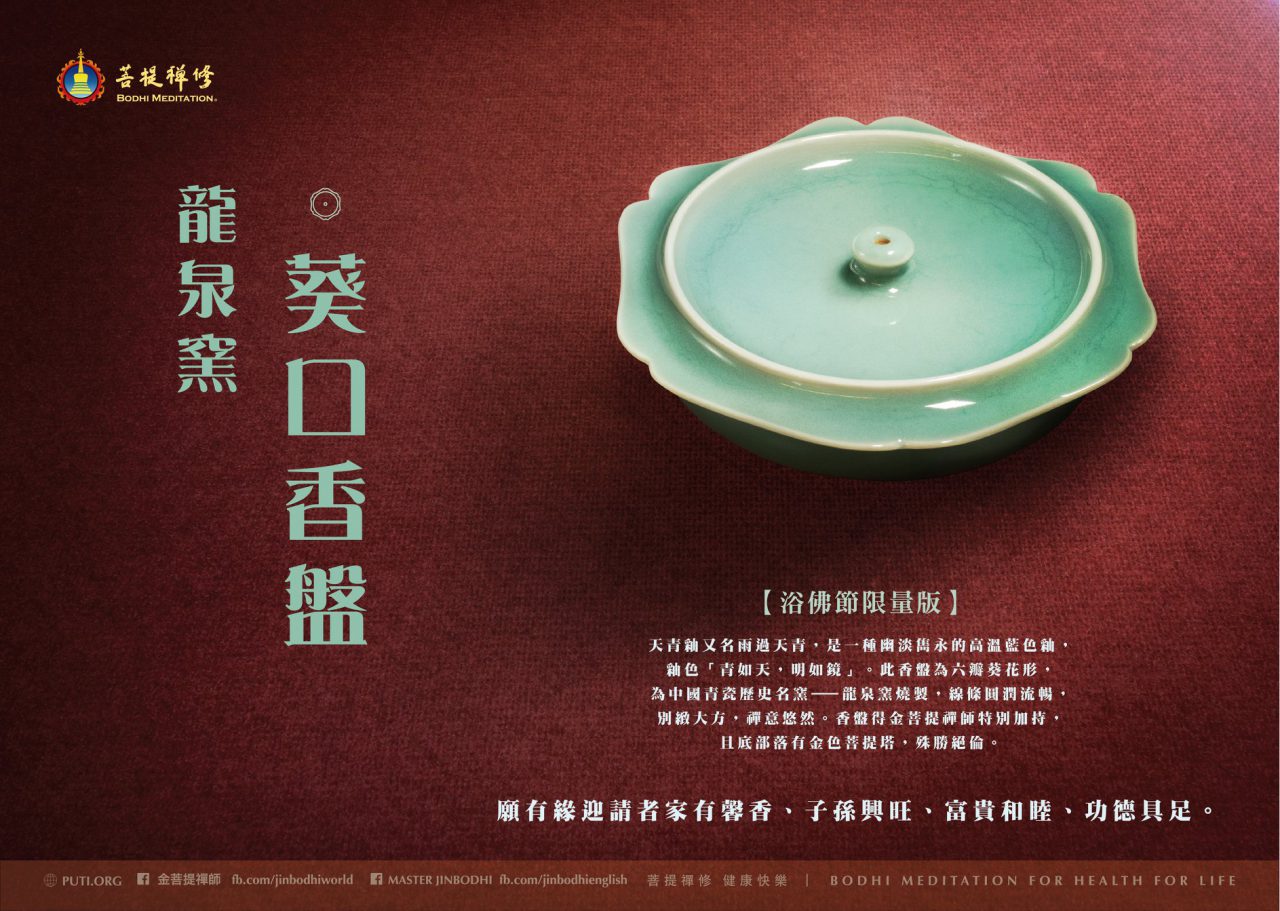 菩提禪修
BODHI MEDITATION®
龍泉窯
葵口香盤
【浴佛節限量版】
天青釉又名雨過天青，是一種幽淡雋永的高溫藍色釉，
釉色「青如天，明如鏡」。此香盤為六瓣葵花形，
為中國青瓷歷史名窯——龍泉窯燒製，線條圓潤流暢，
別緻大方，禪意悠然。香盤得金菩提禪師特別加持，
且底部落有金色菩提塔，殊勝絕倫。
願有緣迎請者家有馨香、子孫興旺、富貴和睦、功德具足。
PUTI.ORG 金菩提禪師 fb.com/jinbodhiworld MASTER JINBODHI fb.com/jinbodhienglish 菩提禪修 健康快樂 | BODHI MEDITATION FOR HEALTH FOR LIFE